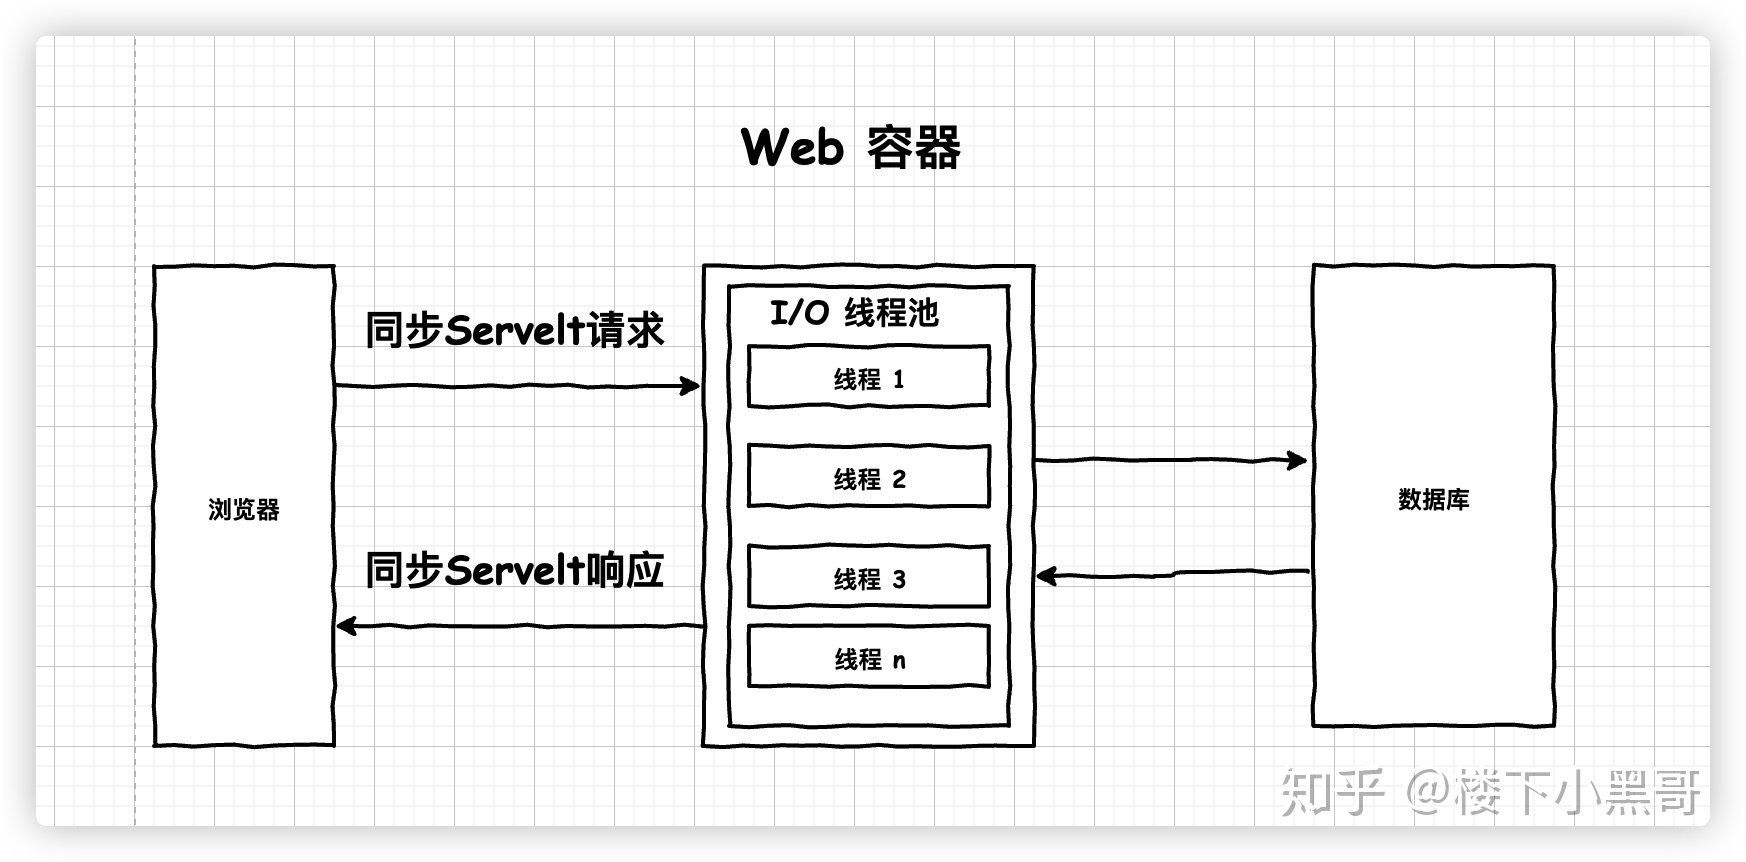 Web 容器
同步Servelt请求
I/O 线程池
线程 1
线程 2
浏览器
数据库
同步Servelt响应
线程 3
线程 n
知乎 @楼下小黑哥